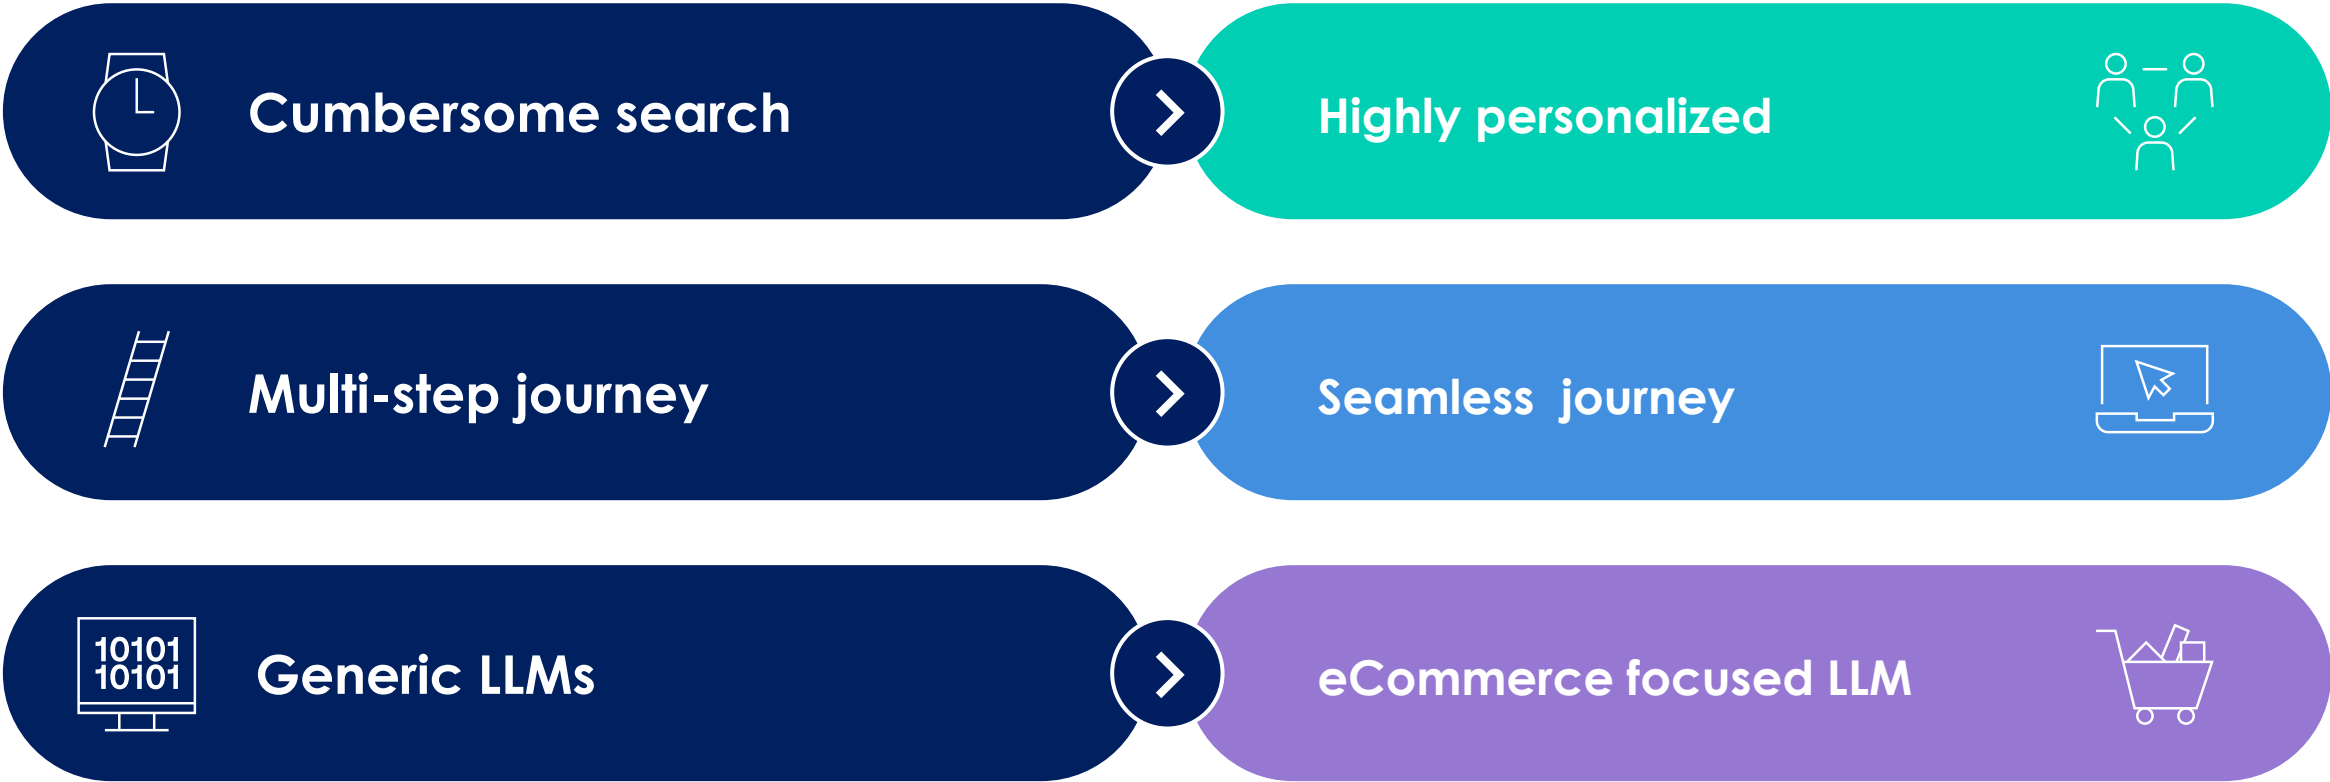 Cumbersome search
Highly personalized
Multi-step journey
Seamless  journey
10101
10101
Generic LLMs
eCommerce focused LLM